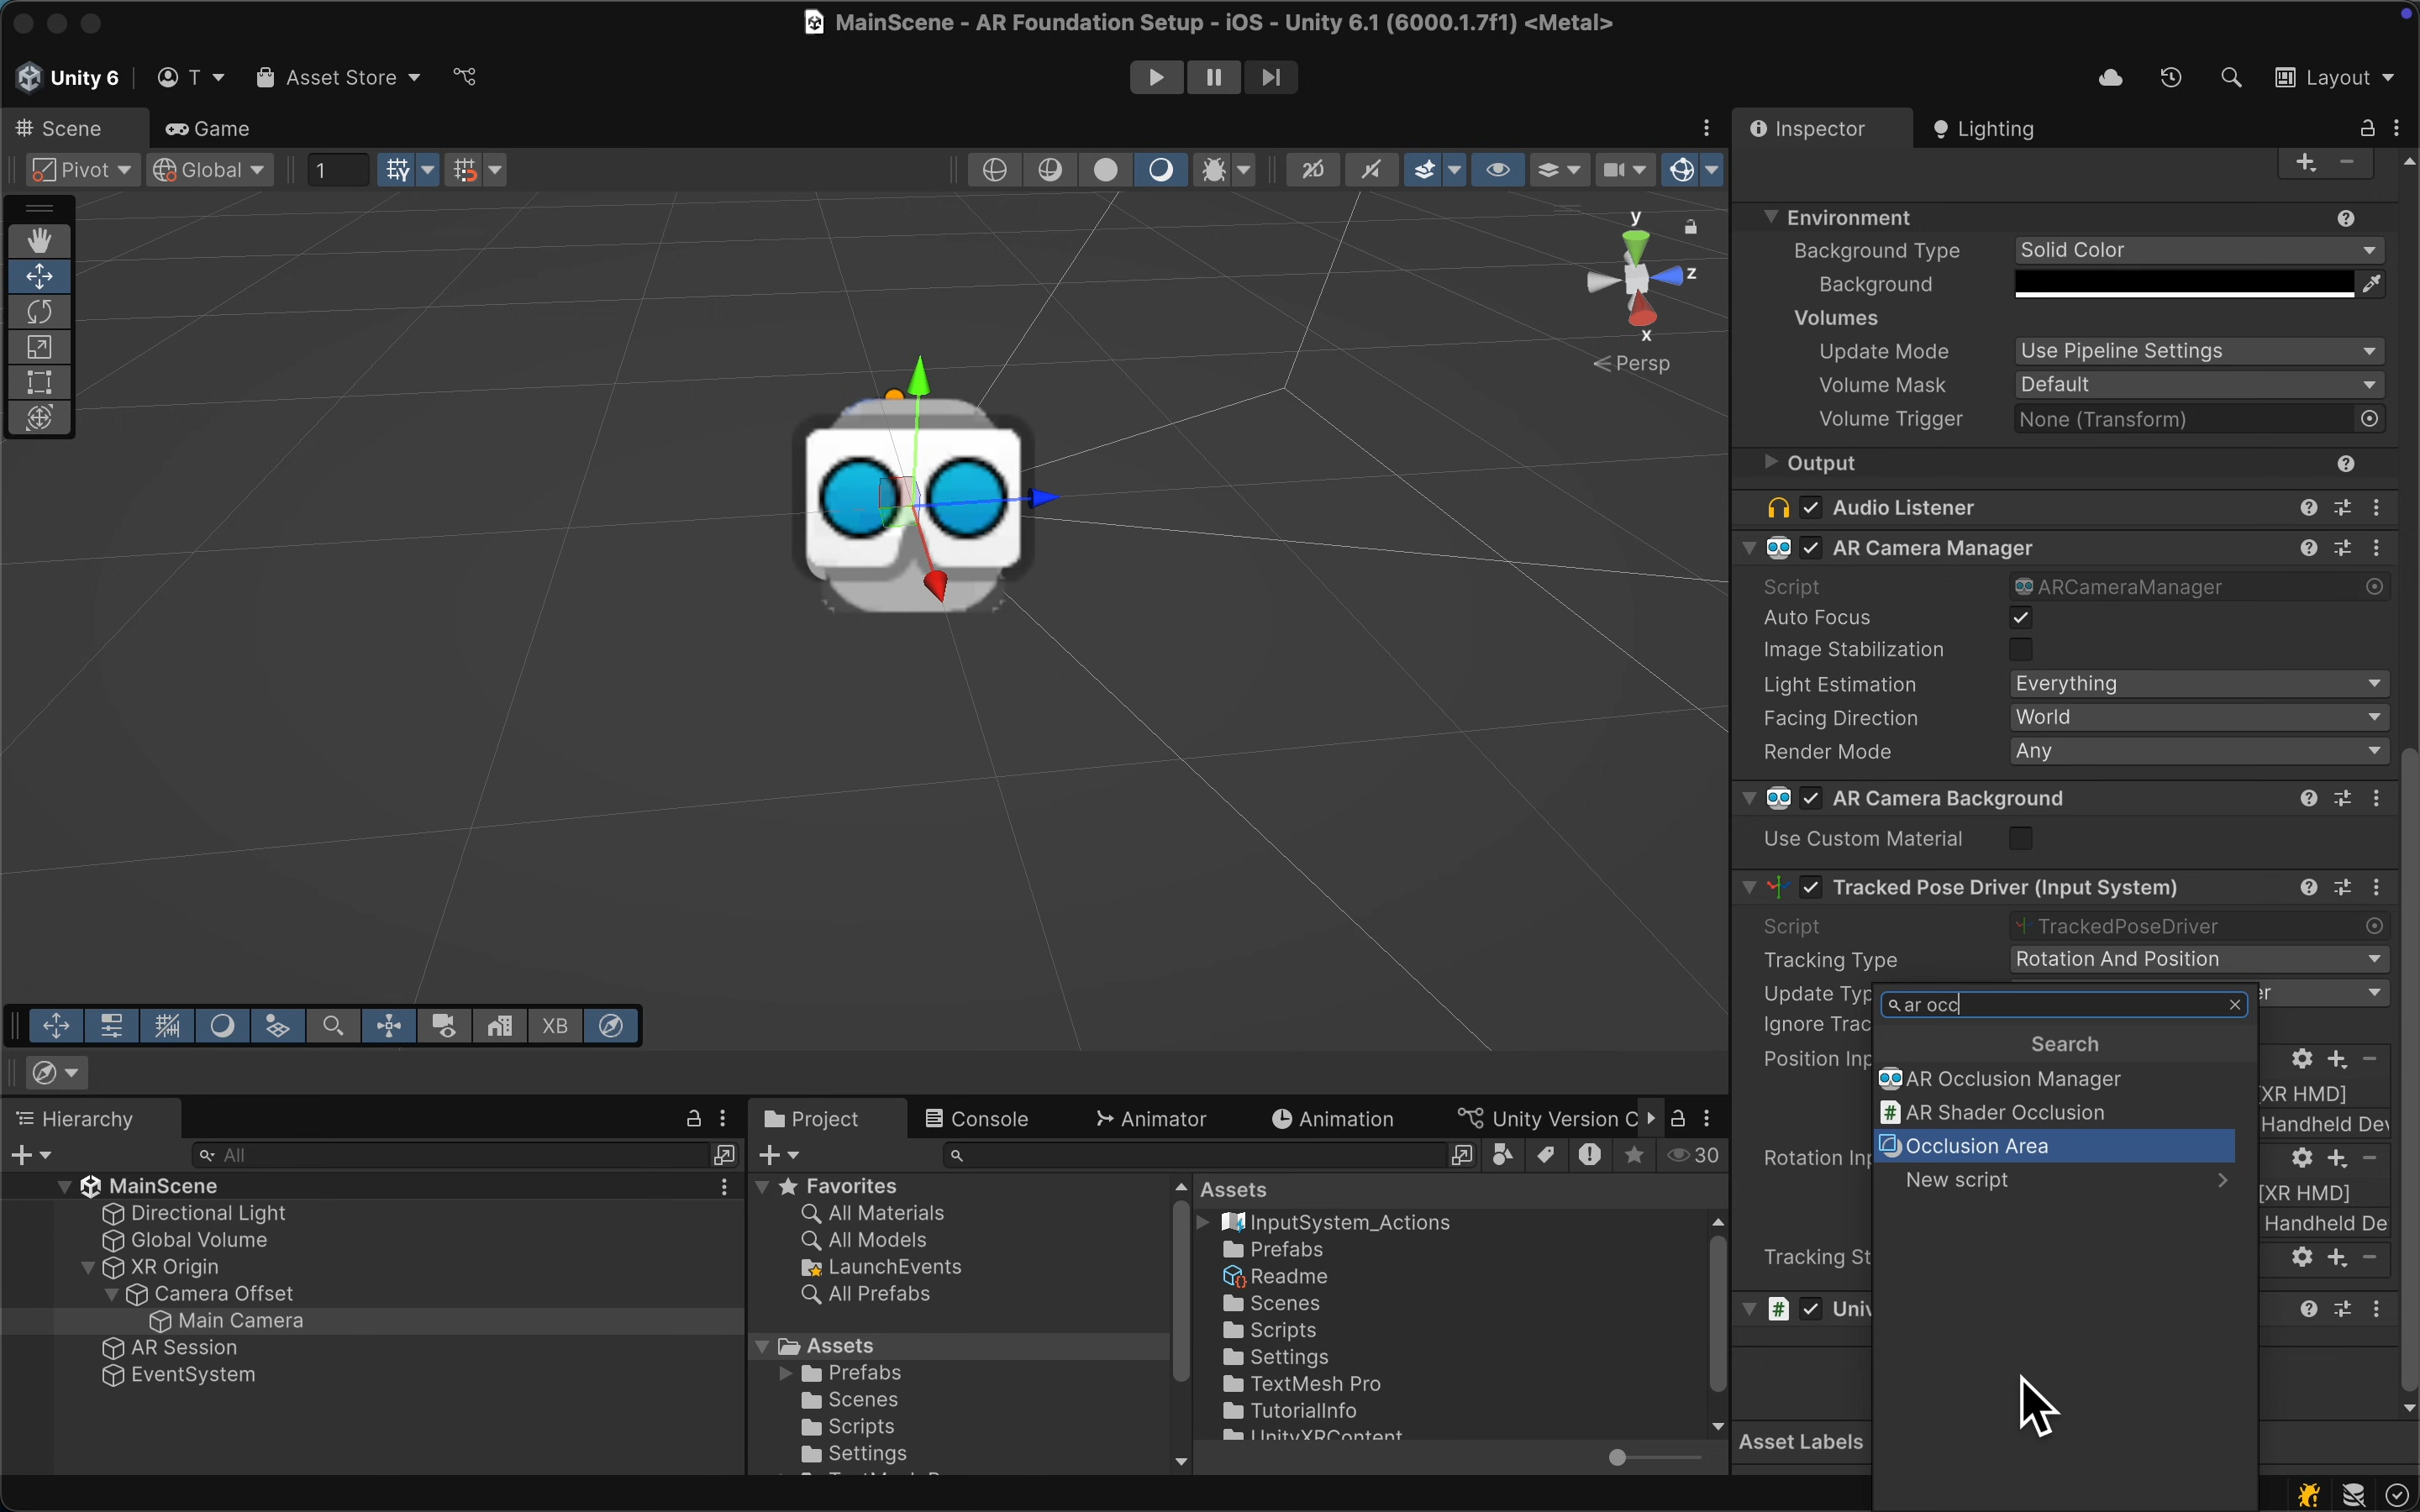 MainScene - AR Foundation Setup - iOS - Unity 6.1 (6000.1.7f1) <Metal>
Unity 6
T
Asset Store
Layout
Scene
Game
Pivot
Global
1
2D
y
z
x
Persp
XB
Inspector
Lighting
Environment
Background Type
Solid Color
Background
Volumes
Update Mode
Use Pipeline Settings
Volume Mask
Default
Volume Trigger
None (Transform)
Output
Audio Listener
AR Camera Manager
Script
ARCameraManager
Auto Focus
Image Stabilization
Light Estimation
Everything
Facing Direction
World
Render Mode
Any
AR Camera Background
Use Custom Material
Tracked Pose Driver (Input System)
Script
TrackedPoseDriver
Tracking Type
Rotation And Position
Update Typ
er
Ignore Trac
Position Inp
[XR HMD]
Handheld Dev
Rotation Inp
[XR HMD]
Handheld De
Tracking St
Univ
Asset Labels
ar occ
Search
AR Occlusion Manager
AR Shader Occlusion
Occlusion Area
New script
Hierarchy
All
MainScene
Directional Light
Global Volume
XR Origin
Camera Offset
Main Camera
AR Session
EventSystem
Project
Console
Animator
Animation
Unity Version C
30
Favorites
All Materials
All Models
LaunchEvents
All Prefabs
Assets
Prefabs
Scenes
Scripts
Settings
Assets
InputSystem_Actions
Prefabs
Readme
Scenes
Scripts
Settings
TextMesh Pro
TutorialInfo
UnityXRContent